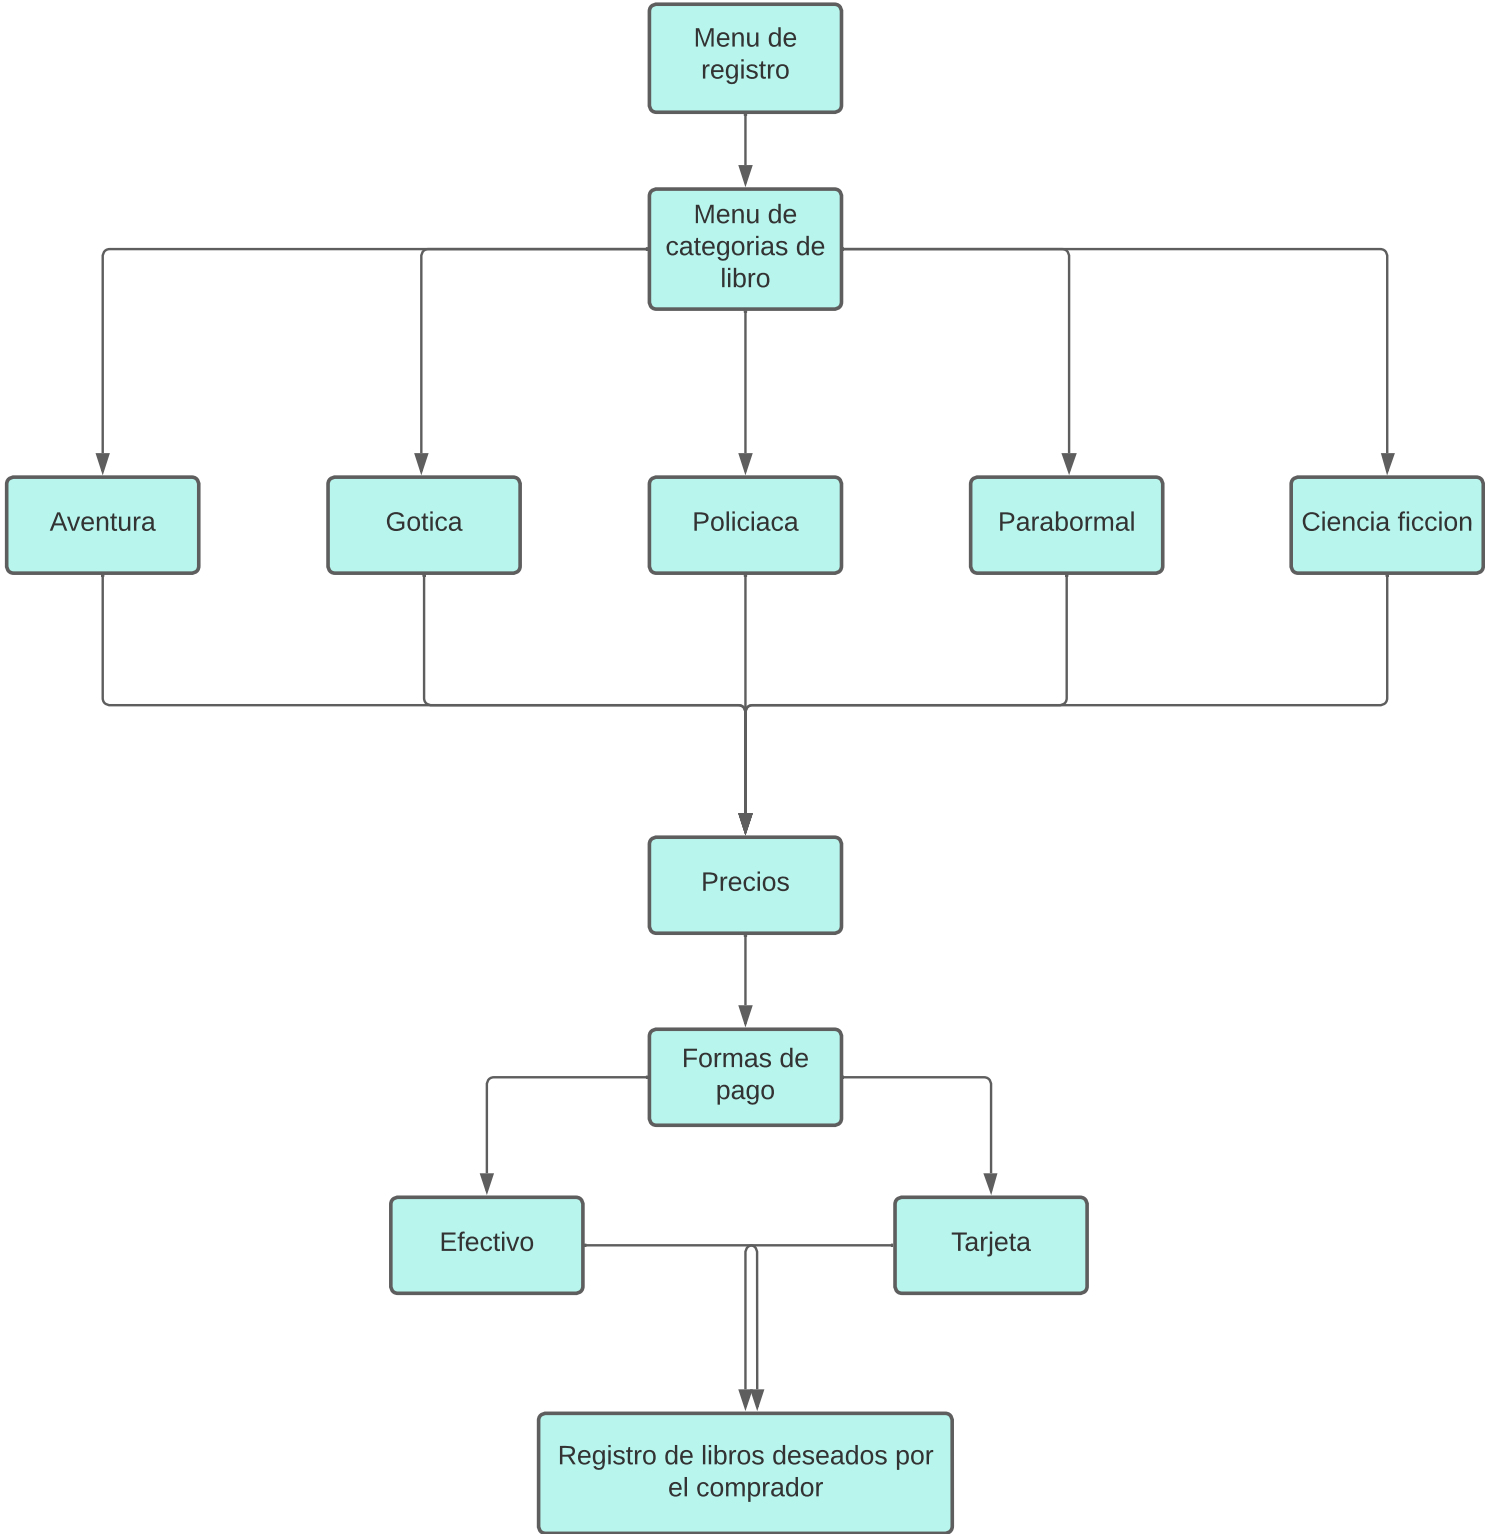 Menu de
registro
Menu de
categorias de
libro
Aventura
Gotica
Policiaca
Parabormal
Ciencia ficcion
Precios
Formas de
pago
Efectivo
Tarjeta
Registro de libros deseados por
el comprador